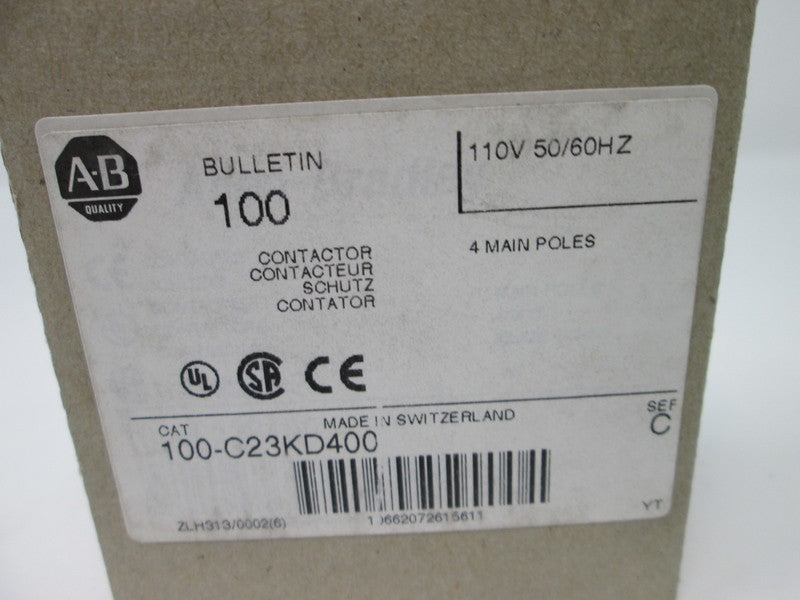 A-B
QUALITY
BULLETIN
100
CONTACTOR
CONTACTEUR
SCHUTZ
CONTATOR
110V 50/60HZ
4 MAIN POLES
UL
SA
CE
MADE IN SWITZERLAND
CAT
100-C23KD400
SER
C
ZLH313/0002(6)
10662072615611
YT